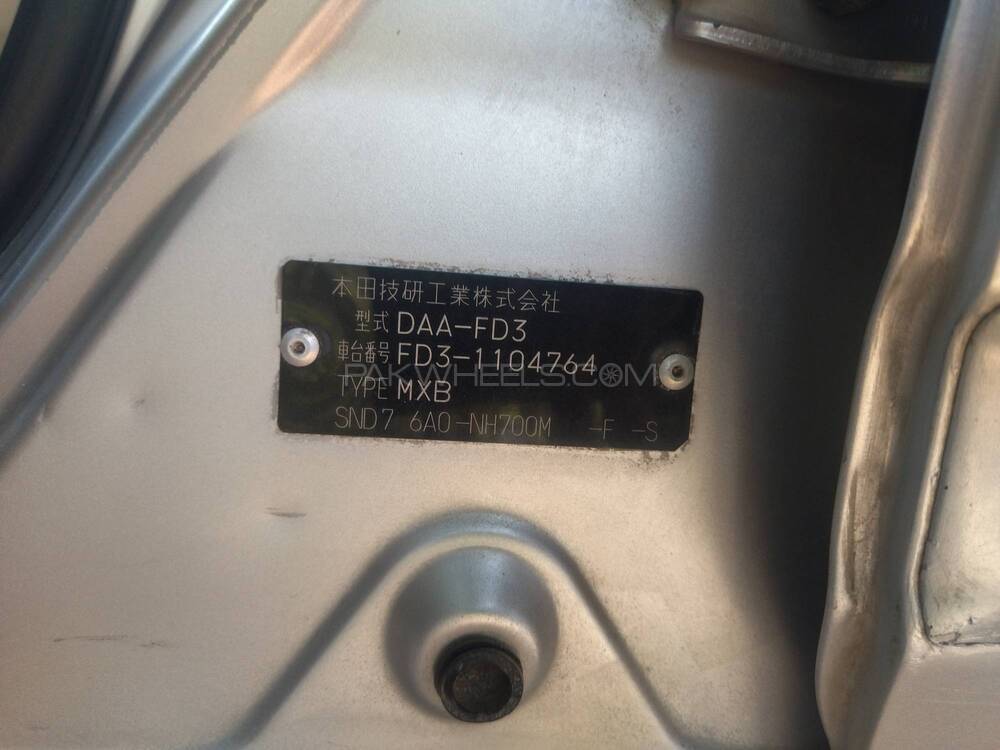 本田技研工業株式会社
型式 DAA-FD3
車台番号 FD3-1104764
PAKWHEELS.COM
TYPE MXB
SND7 6A0-NH700M -F -S